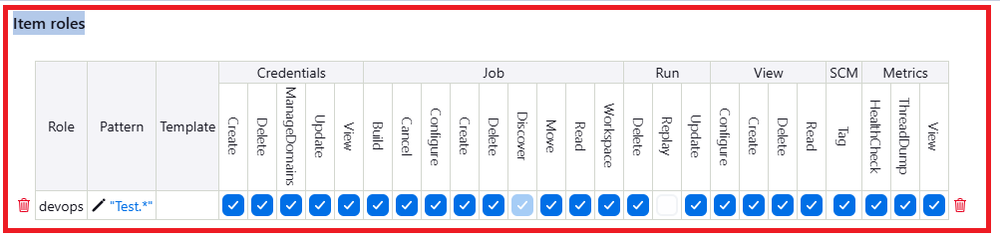 Item roles
Credentials Job Run View SCM Metrics
Role Pattern Template Create Delete ManageDomains Update View Build Cancel Configure Create Delete Discover Move Read Workspace Delete Replay Update Configure Create Delete Read Tag HealthCheck ThreadDump View
devops "Test.*"